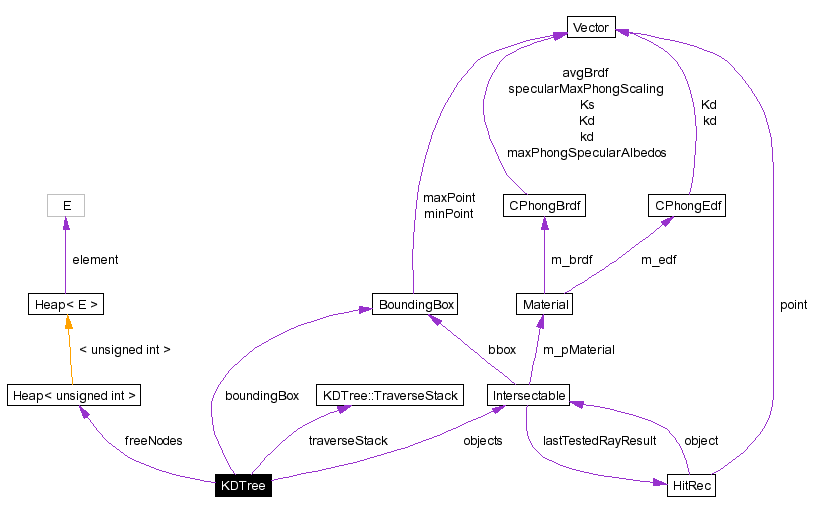 Vector
avgBrdf
specularMaxPhongScaling
Ks
Kd
kd
maxPhongSpecularAlbedos
Kd
kd
E
maxPoint
minPoint
CPhongBrdf
CPhongEdf
element
m_brdf
m_edf
Heap< E >
BoundingBox
Material
point
< unsigned int >
bbox
m_pMaterial
Heap< unsigned int >
boundingBox
KDTree::TraverseStack
Intersectable
freeNodes
traverseStack
objects
lastTestedRayResult
object
KDTree
HitRec